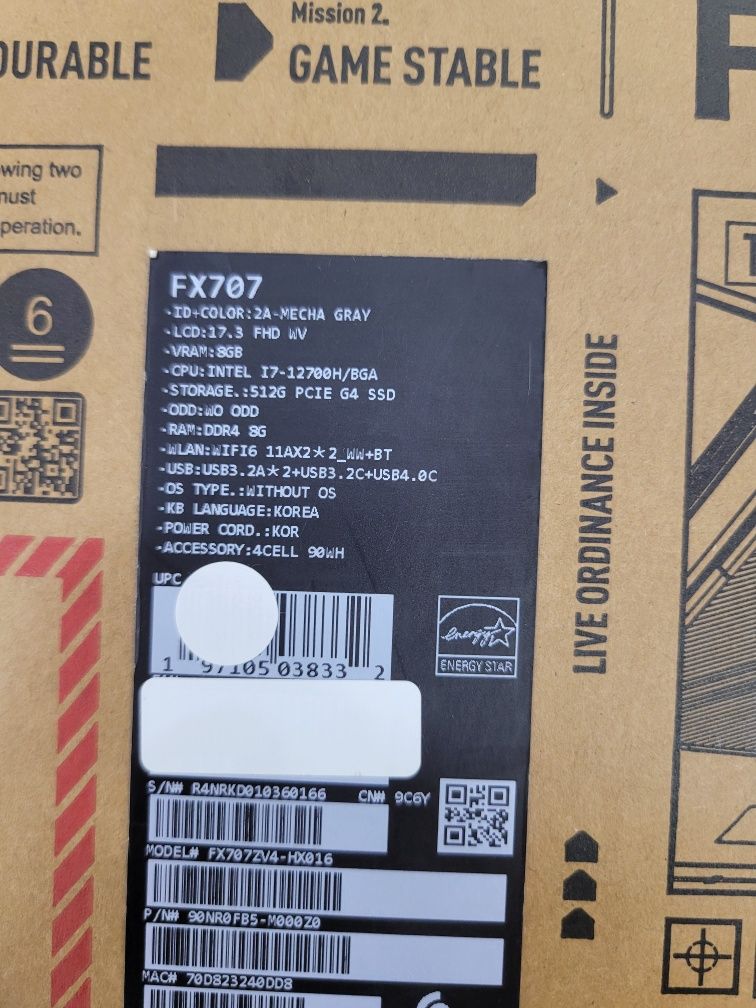 Mission 2.
URABLE
GAME STABLE
wing two
must
peration.
6
FX707
-ID+COLOR:2A-MECHA GRAY
-LCD:17.3 FHD WV
-VRAM:8GB
-CPU:INTEL I7-12700H/BGA
-STORAGE.:512G PCIE G4 SSD
-ODD:WO ODD
-RAM:DDR4 8G
-WLAN:WIFI6 11AX2*2_WW+BT
-USB:USB3.2A*2+USB3.2C+USB4.0C
-OS TYPE.:WITHOUT OS
-KB LANGUAGE:KOREA
-POWER CORD.:KOR
-ACCESSORY:4CELL 90WH
UPC
1 97105 03833 2
energy
ENERGY STAR
S/N# R4NRKD010360166 CN# 9C6Y
MODEL# FX707ZV4-HX016
P/N# 90NR0FB5-M000Z0
MAC# 70D823240DD8
LIVE ORDINANCE INSIDE